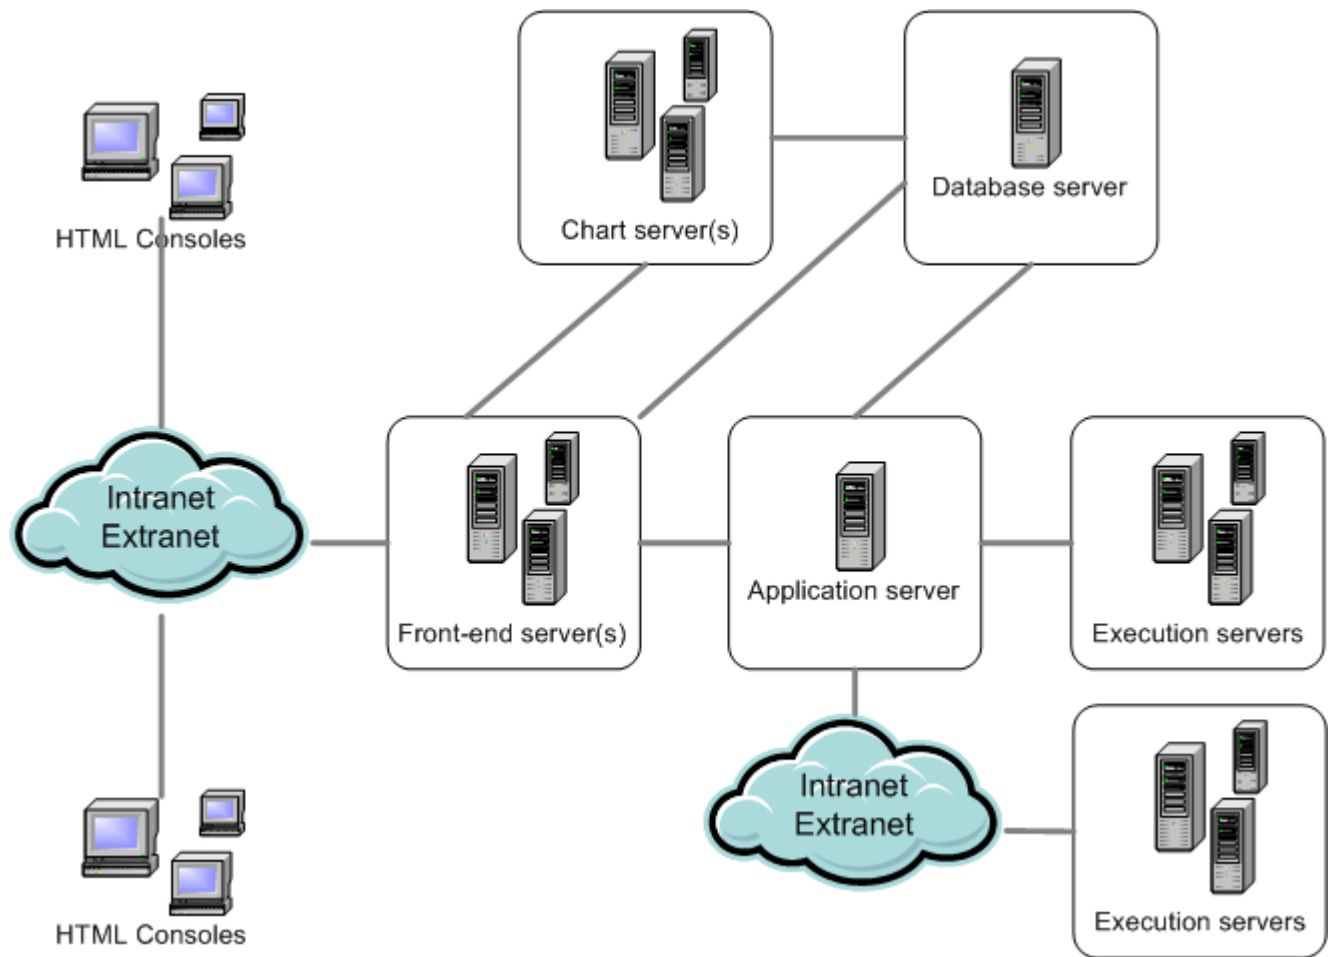 HTML Consoles
Chart server(s)
Database server
Intranet
Extranet
Front-end server(s)
Application server
Execution servers
Intranet
Extranet
Execution servers
HTML Consoles